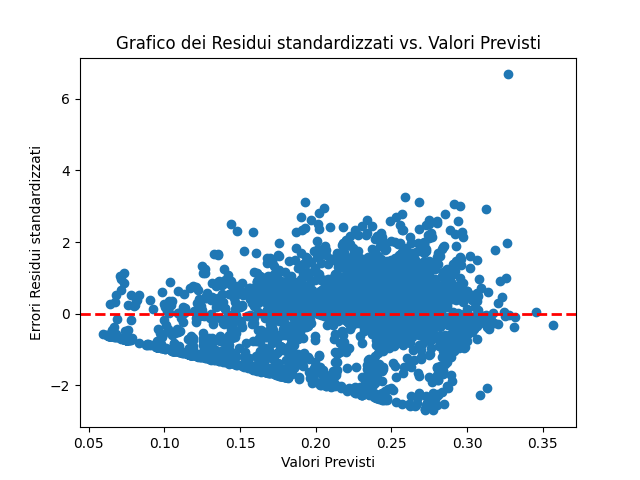 Grafico dei Residui standardizzati vs. Valori Previsti
Errori Residui standardizzati
6
4
2
0
−2
0.05 0.10 0.15 0.20 0.25 0.30 0.35
Valori Previsti